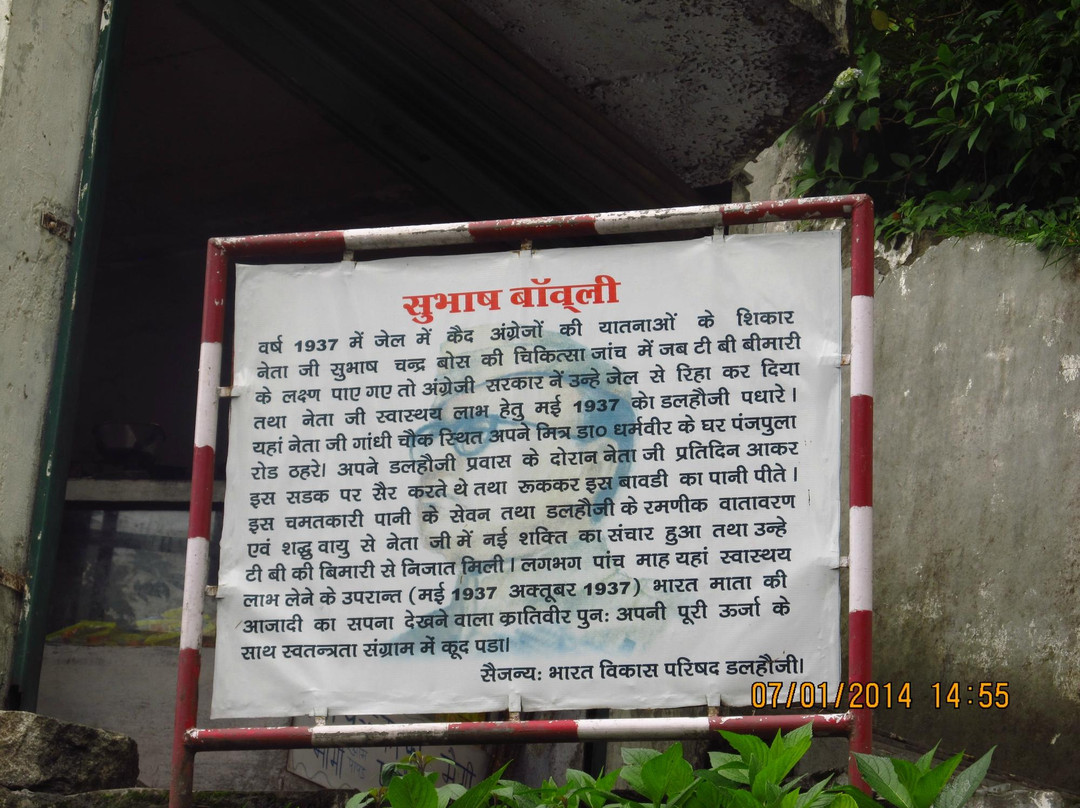 सुभाष बॉव्ली
वर्ष 1937 में जेल में कैद अंग्रेजों की यातनाओं के शिकार
नेता जी सुभाष चन्द्र बोस की चिकित्सा जांच में जब टी बी बीमारी
के लक्ष्ण पाए गए तो अंग्रेजी सरकार नें उन्हे जेल से रिहा कर दिया
तथा नेता जी स्वास्थय लाभ हेतु मई 1937 को डलहौजी पधारे।
यहां नेता जी गांधी चौक स्थित अपने मित्र डा० धर्मवीर के घर पंजपुला
रोड ठहरे। अपने डलहौजी प्रवास के दोरान नेता जी प्रतिदिन आकर
इस सडक पर सैर करते थे तथा रूककर इस बावडी का पानी पीते।
इस चमतकारी पानी के सेवन तथा डलहौजी के रमणीक वातावरण
एवं शद्धु वायु से नेता जी में नई शक्ति का संचार हुआ तथा उन्हे
टी बी की बिमारी से निजात मिली। लगभग पांच माह यहां स्वास्थय
लाभ लेने के उपरान्त (मई 1937 अक्तूबर 1937) भारत माता की
आजादी का सपना देखने वाला क्रातिवीर पुनः अपनी पूरी ऊर्जा के
साथ स्वतन्त्रता संग्राम में कूद पडा।
सैजन्यः भारत विकास परिषद डलहौजी।
07/01/2014 14:55